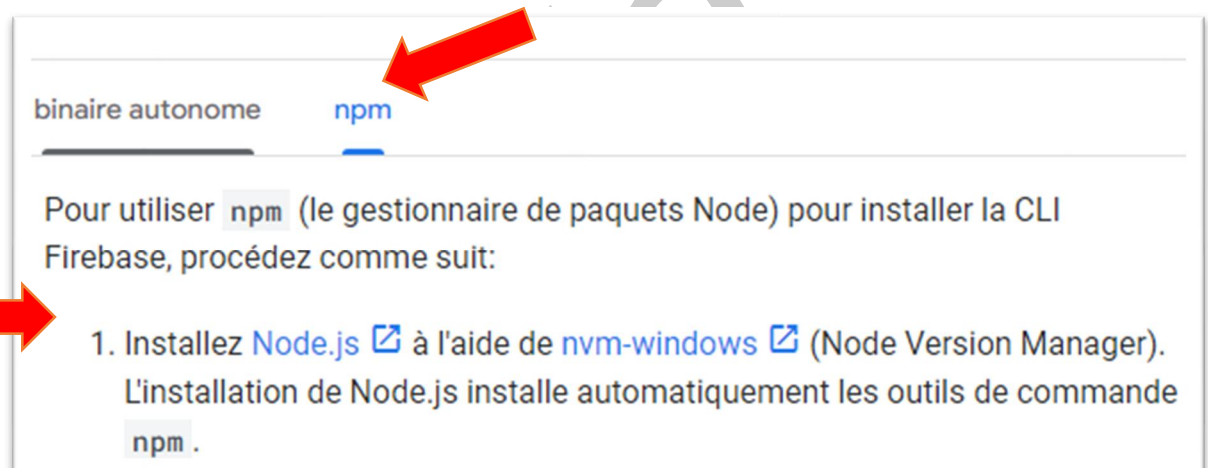 binaire autonome npm
Pour utiliser npm (le gestionnaire de paquets Node) pour installer la CLI
Firebase, procédez comme suit:
1. Installez Node.js à l'aide de nvm-windows (Node Version Manager).
L'installation de Node.js installe automatiquement les outils de commande
npm.